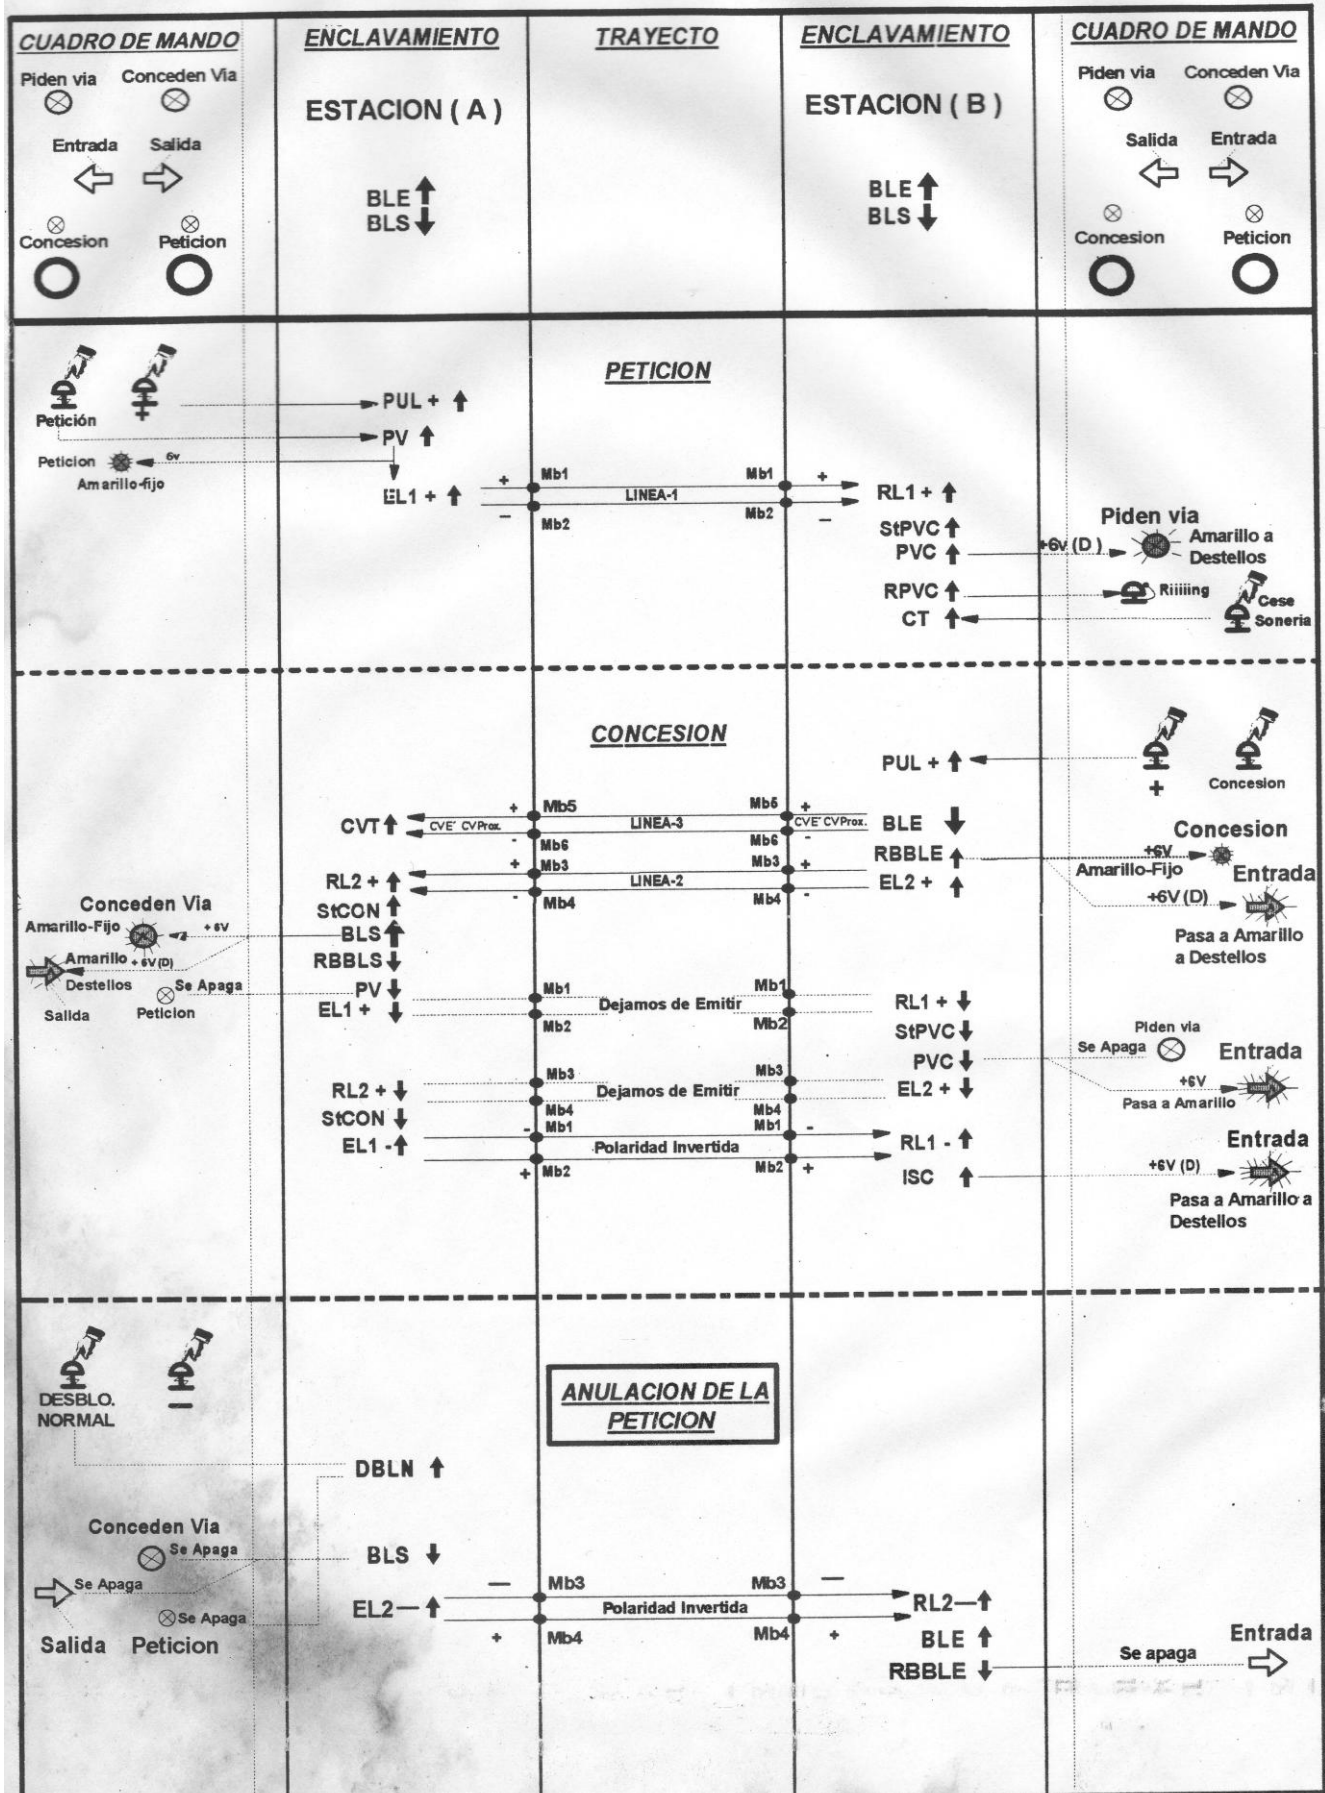 CUADRO DE MANDO
ENCLAVAMIENTO
TRAYECTO
ENCLAVAMIENTO
CUADRO DE MANDO
Piden via
Conceden Via
ESTACION ( A )
ESTACION ( B )
Piden via
Conceden Via
Entrada
Salida
Salida
Entrada
BLE
BLS
BLE
BLS
Concesion
Peticion
Concesion
Peticion
PETICION
Petición
+
PUL +
PV
Peticion
6v
Amarillo-fijo
EL1 +
+
Mb1
LINEA-1
Mb1
+
RL1 +
—
Mb2
Mb2
—
StPVC
PVC
+6v (D )
Piden via
Amarillo a
Destellos
RPVC
Riiiiing
CT
Cese
Soneria
CONCESION
PUL +
+
Concesion
CVT
CVE' CVProx.
+
Mb5
LINEA-3
Mb5
+
CVE' CVProx.
BLE
-
Mb6
Mb6
-
Concesion
RBBLE
+6V
Amarillo-Fijo
RL2 +
+
Mb3
LINEA-2
Mb3
+
EL2 +
-
Mb4
Mb4
-
Entrada
+6V (D)
Pasa a Amarillo
a Destellos
StCON
Conceden Via
Amarillo-Fijo
+ 6V
BLS
Amarillo
+ 6V(D)
Destellos
RBBLS
Salida
Se Apaga
Peticion
PV
EL1 +
Mb1
Dejamos de Emitir
Mb1
RL1 +
Mb2
Mb2
StPVC
Piden via
Se Apaga
PVC
Entrada
+6V
Pasa a Amarillo
RL2 +
Mb3
Dejamos de Emitir
Mb3
EL2 +
Mb4
Mb4
StCON
EL1 -
-
Mb1
Polaridad Invertida
Mb1
-
RL1 -
+
Mb2
Mb2
+
ISC
Entrada
+6V (D)
Pasa a Amarillo a
Destellos
DESBLO.
NORMAL
—
ANULACION DE LA
PETICION
DBLN
Conceden Via
Se Apaga
BLS
Se Apaga
EL2—
—
Mb3
Polaridad Invertida
Mb3
—
RL2—
+
Mb4
Mb4
+
Se Apaga
Salida
Peticion
BLE
RBBLE
Se apaga
Entrada